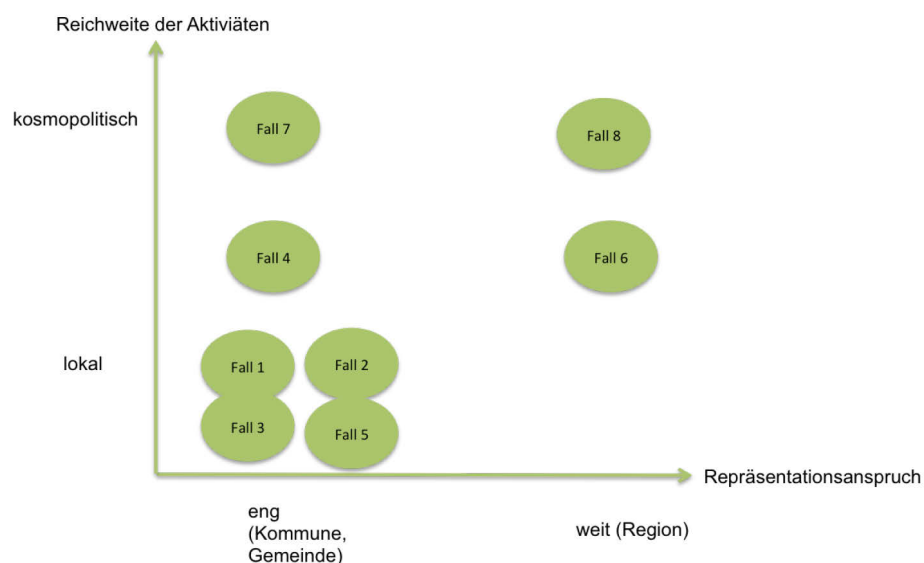 Reichweite der Aktiviäten
kosmopolitisch
Fall 7
Fall 8
Fall 4
Fall 6
lokal
Fall 1
Fall 2
Fall 3
Fall 5
Repräsentationsanspruch
eng
(Kommune,
Gemeinde)
weit (Region)